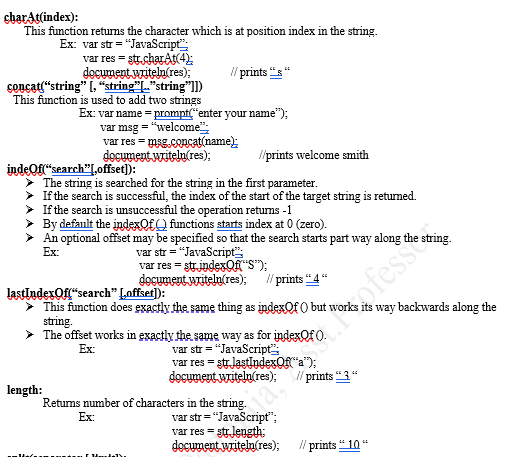 charAt(index):
This function returns the character which is at position index in the string.
Ex: var str = “JavaScript”;
var res = str.charAt(4);
document.writeln(res); // prints “ s “
concat(“string” [, “string”[..”string”]])
This function is used to add two strings
Ex: var name = prompt(“enter your name”);
var msg = “welcome”;
var res = msg.concat(name);
document.writeln(res); //prints welcome smith
indeOf(“search”[,offset]):
➢ The string is searched for the string in the first parameter.
➢ If the search is successful, the index of the start of the target string is returned.
➢ If the search is unsuccessful the operation returns -1
➢ By default the indexOf ( ) functions starts index at 0 (zero).
➢ An optional offset may be specified so that the search starts part way along the string.
Ex: var str = “JavaScript”;
var res = str.indexOf(“S”);
document.writeln(res); // prints “ 4 “
lastIndexOf(“search” [,offset]):
➢ This function does exactly the same thing as indexOf () but works its way backwards along the
string.
➢ The offset works in exactly the same way as for indexOf ().
Ex: var str = “JavaScript”;
var res = str.lastIndexOf(“a”);
document.writeln(res); // prints “ 3 “
length:
Returns number of characters in the string.
Ex: var str = “JavaScript”;
var res = str.length;
document.writeln(res); // prints “ 10 “
Professor